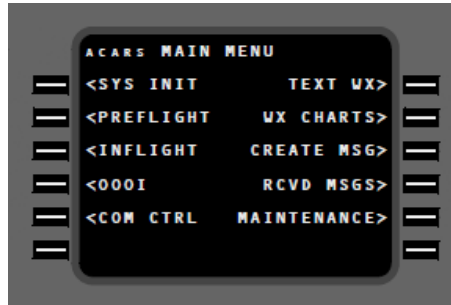 ACARS MAIN MENU
<SYS INIT TEXT WX>
<PREFLIGHT WX CHARTS>
<INFLIGHT CREATE MSG>
<OOOI RCVD MSGS>
<COM CTRL MAINTENANCE>